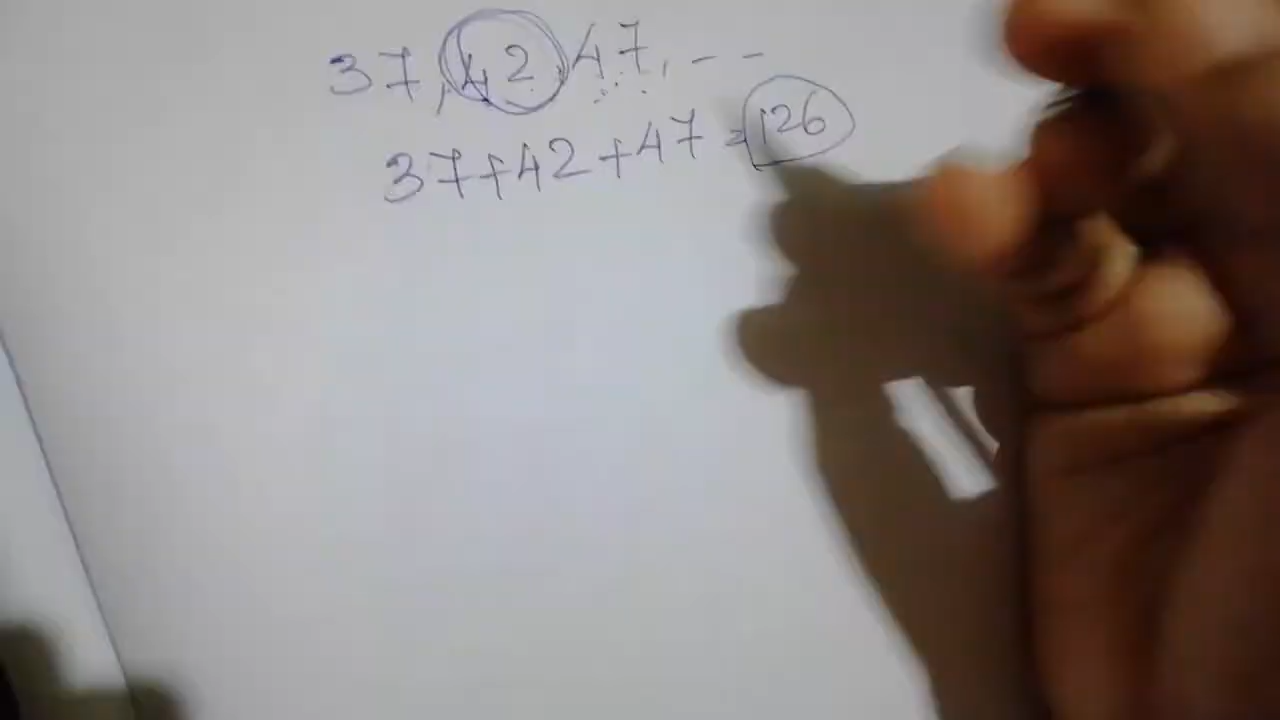 37, 42, 47, - -
37+42+47 = 126